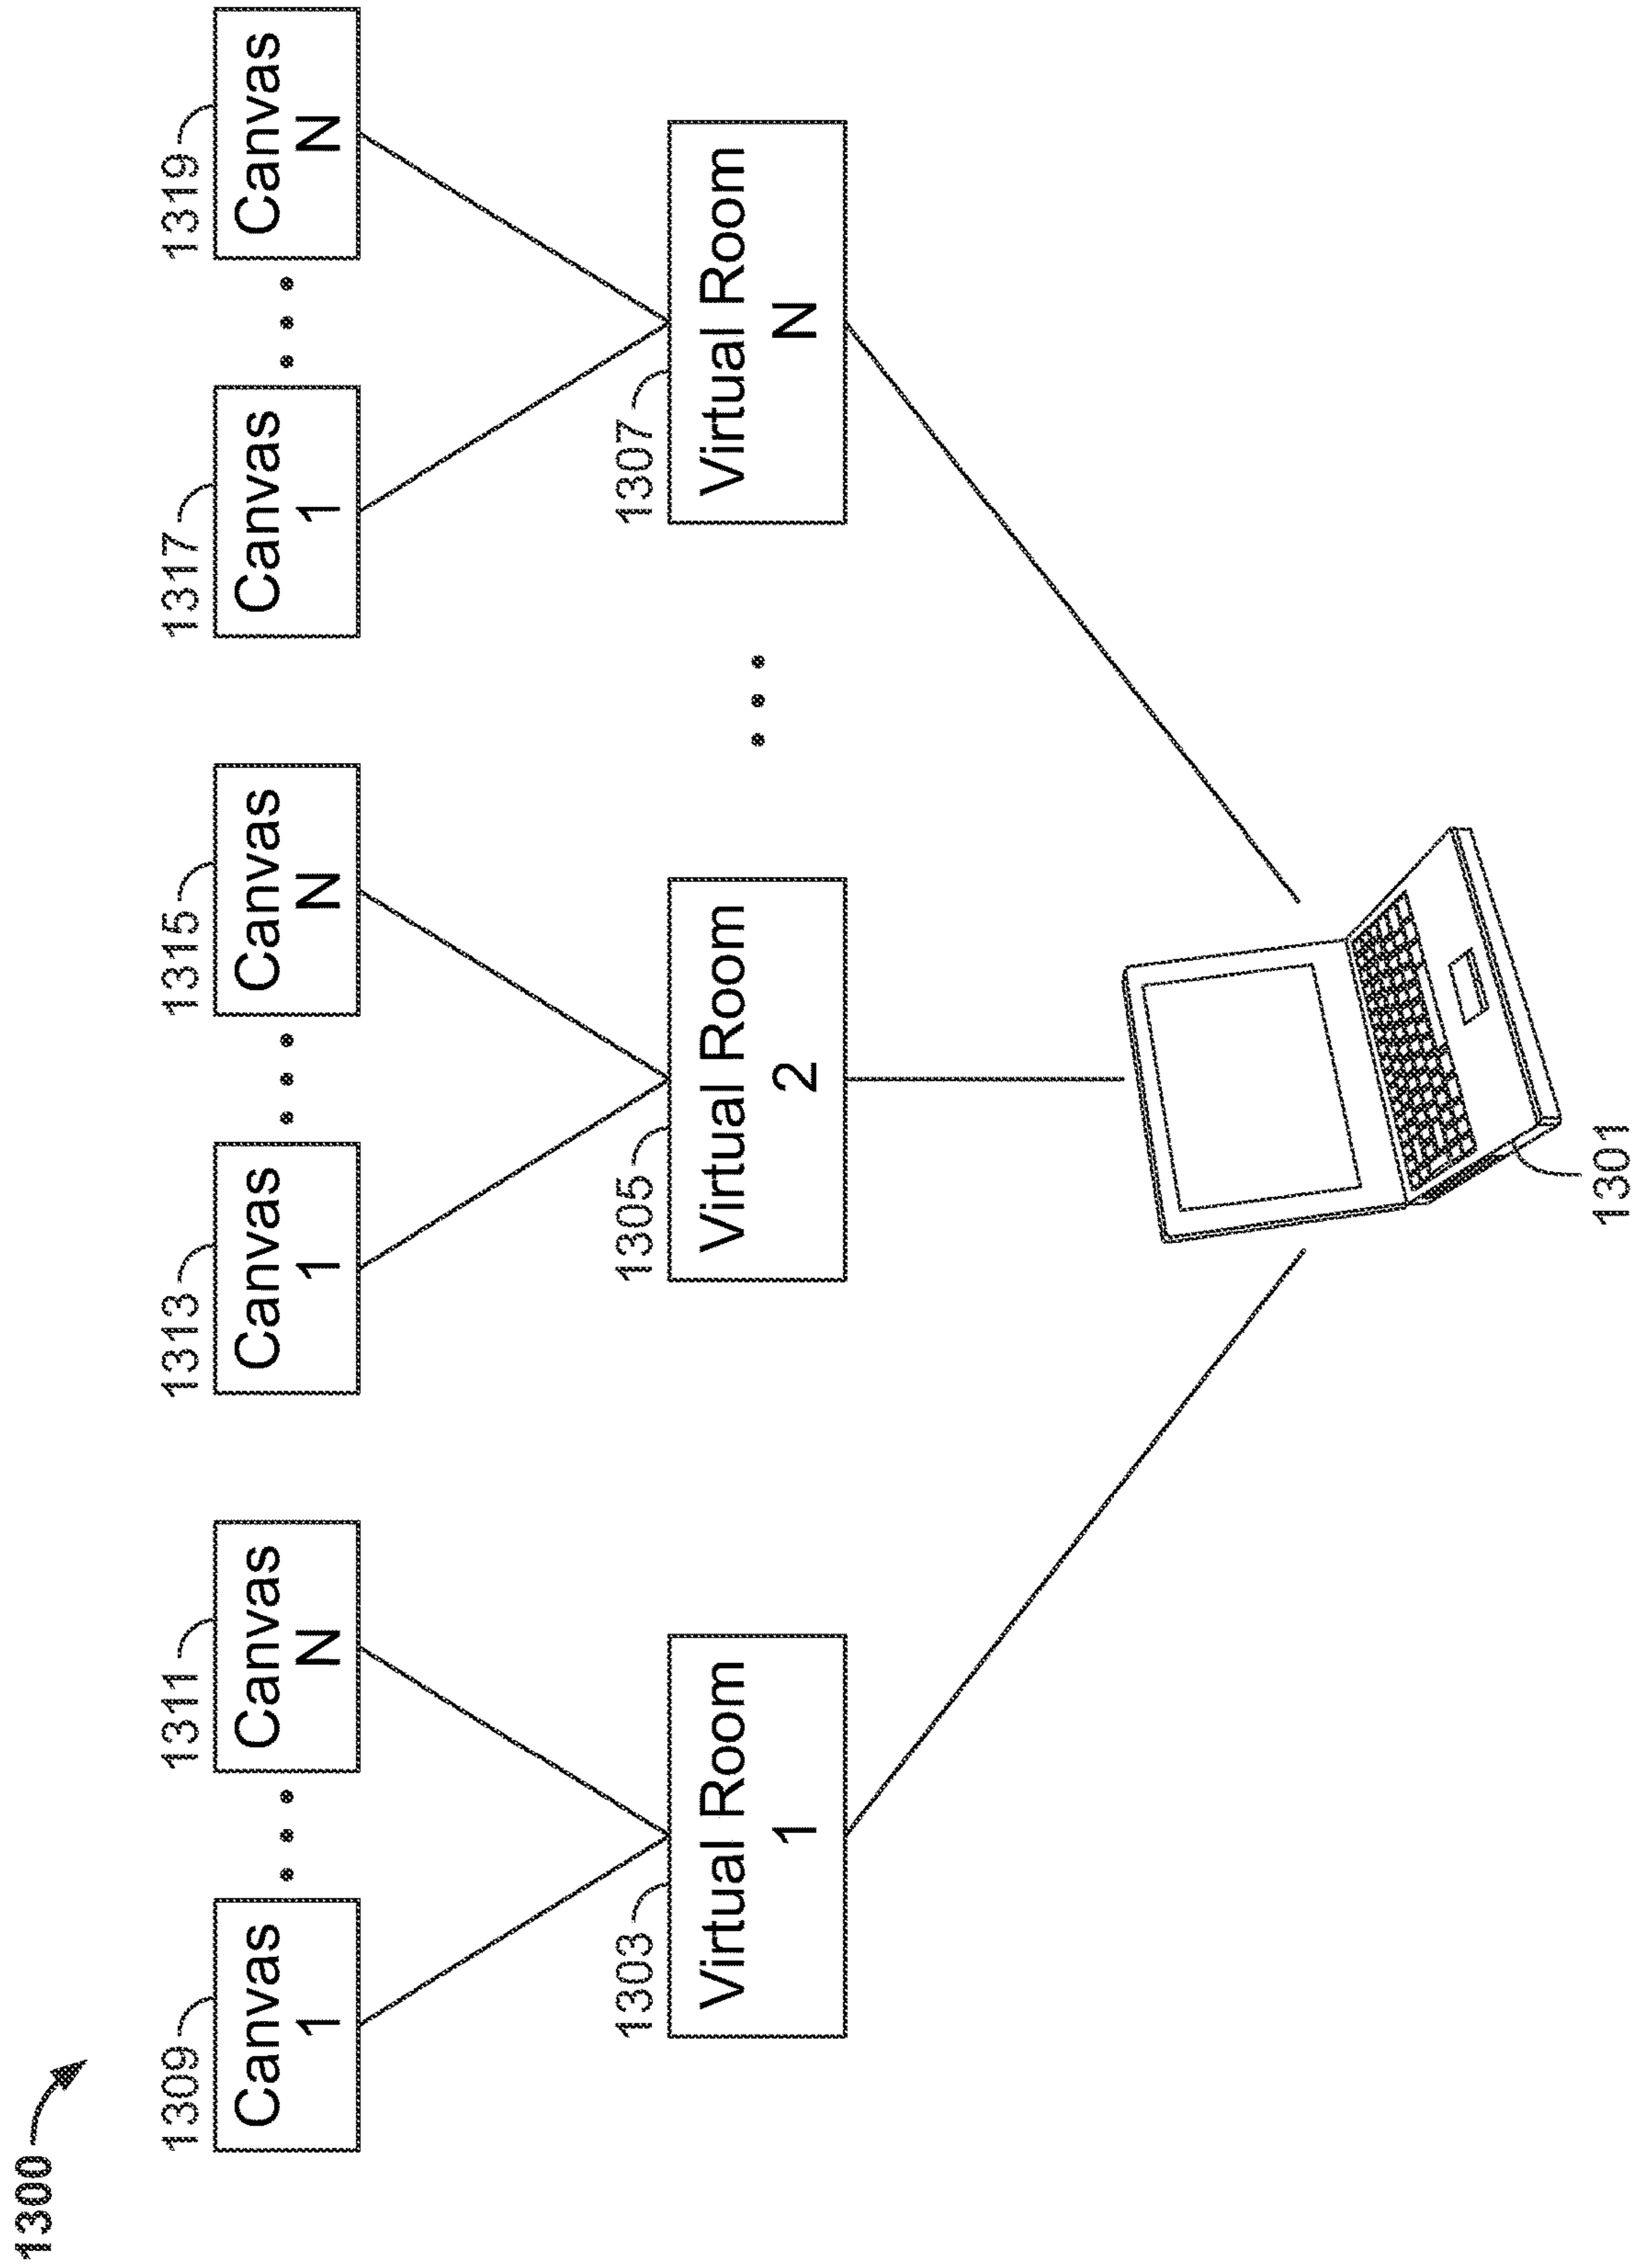 1300
1309
1311
1313
1315
1317
1319
Canvas
1
Canvas
N
Canvas
1
Canvas
N
Canvas
1
Canvas
N
1303
1305
1307
Virtual Room
1
Virtual Room
2
Virtual Room
N
1301